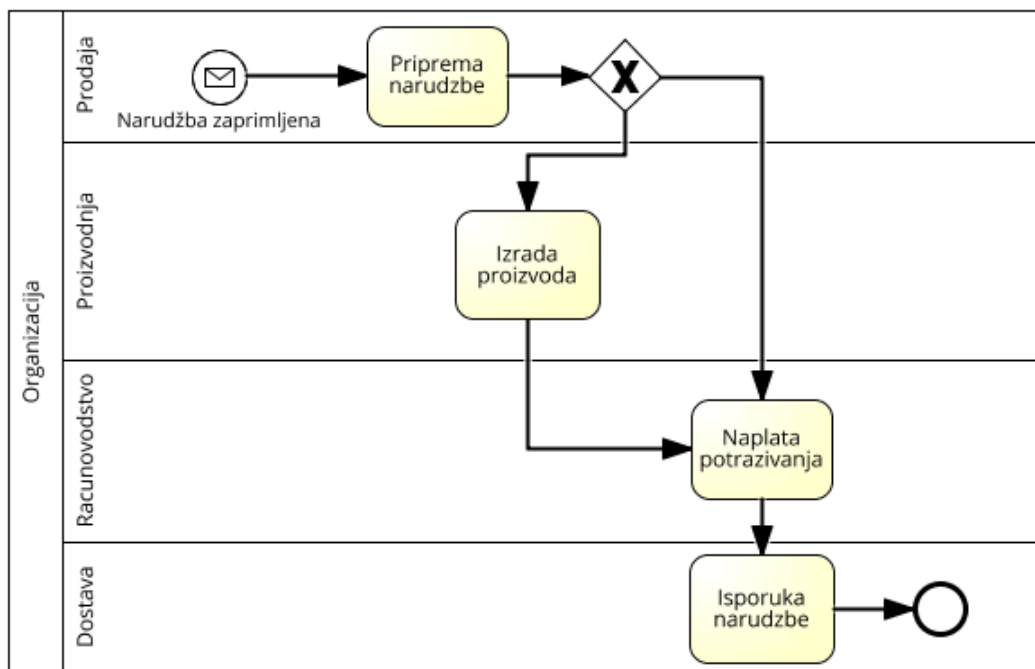 Organizacija
Prodaja
Narudžba zaprimljena
Priprema
narudzbe
X
Proizvodnja
Izrada
proizvoda
Racunovodstvo
Naplata
potrazivanja
Dostava
Isporuka
narudzbe